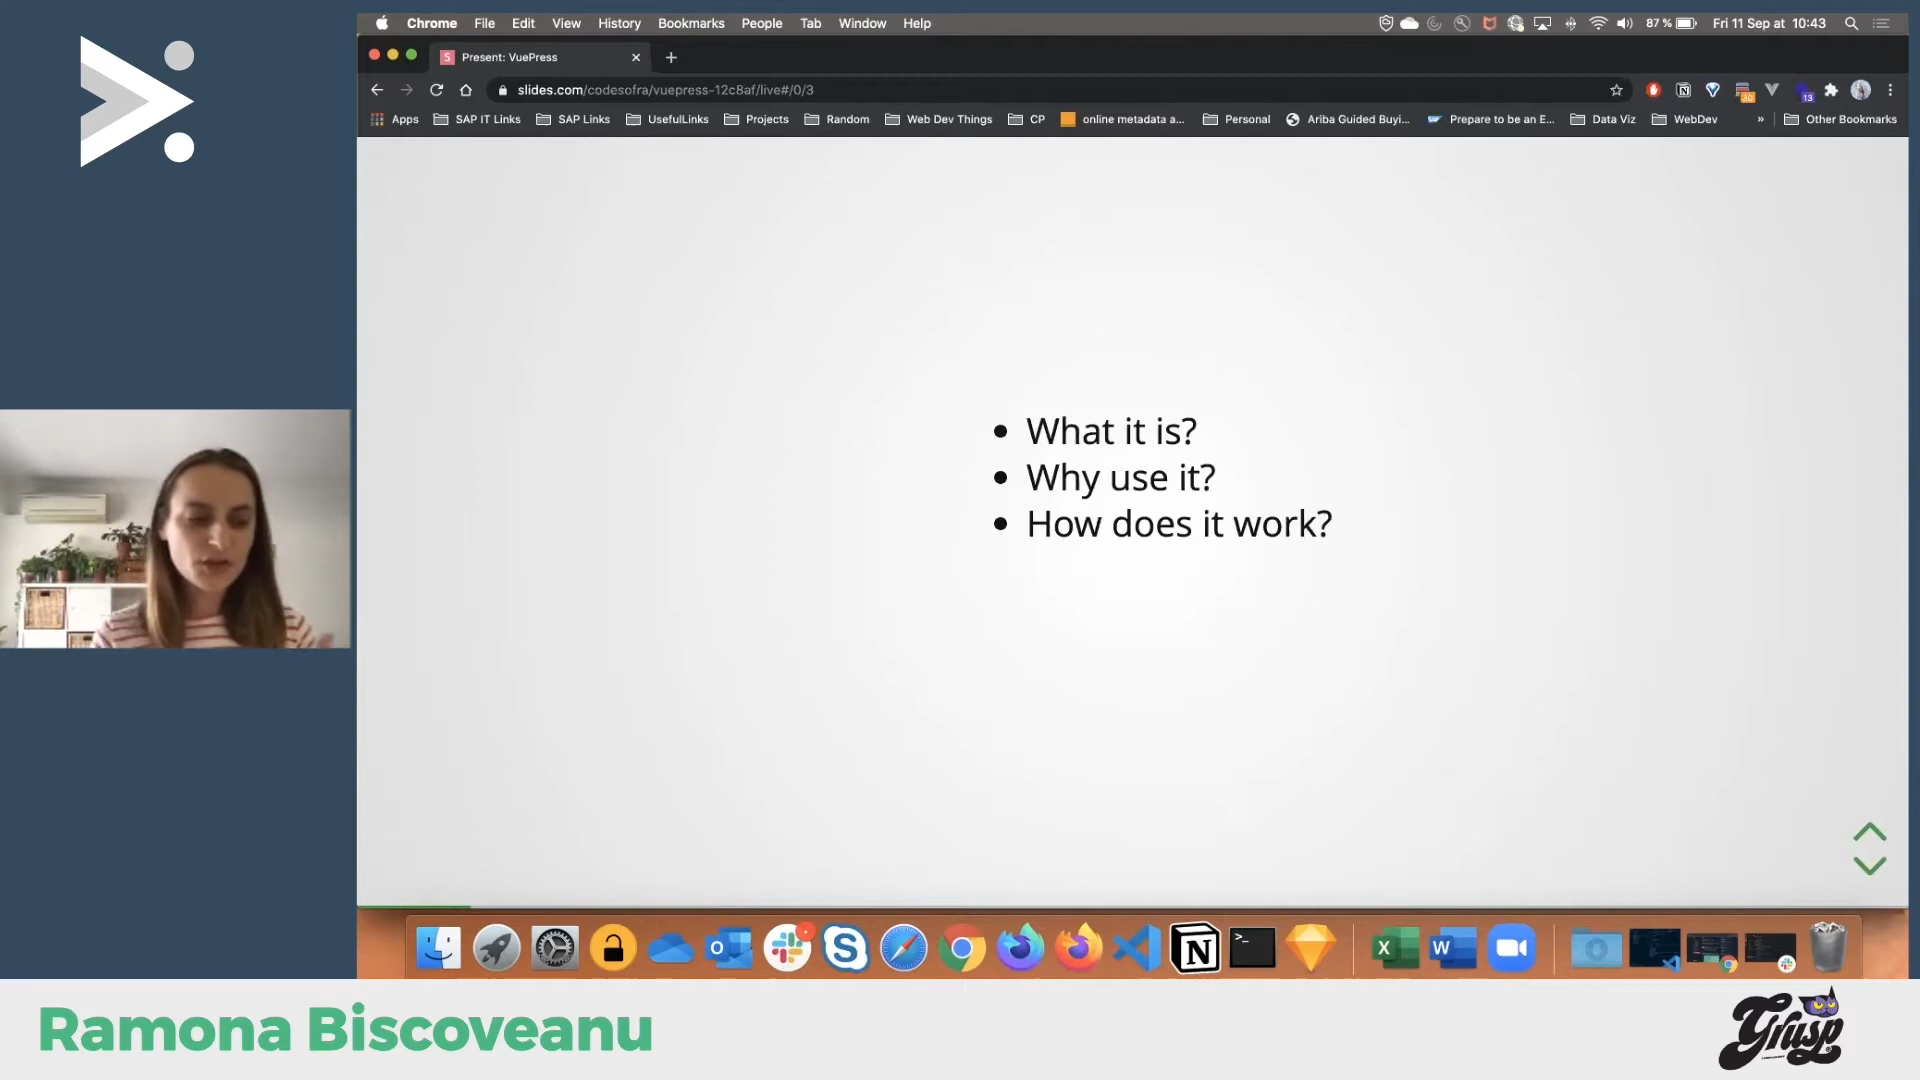 Chrome File Edit View History Bookmarks People Tab Window Help
87 % Fri 11 Sep at 10:43
S Present: VuePress
slides.com/codesofra/vuepress-12c8af/live#/0/3
30
13
Apps SAP IT Links SAP Links UsefulLinks Projects Random Web Dev Things CP online metadata a... Personal Ariba Guided Buyi... Prepare to be an E... Data Viz WebDev » Other Bookmarks
• What it is?
• Why use it?
• How does it work?
Ramona Biscoveanu
Grusp